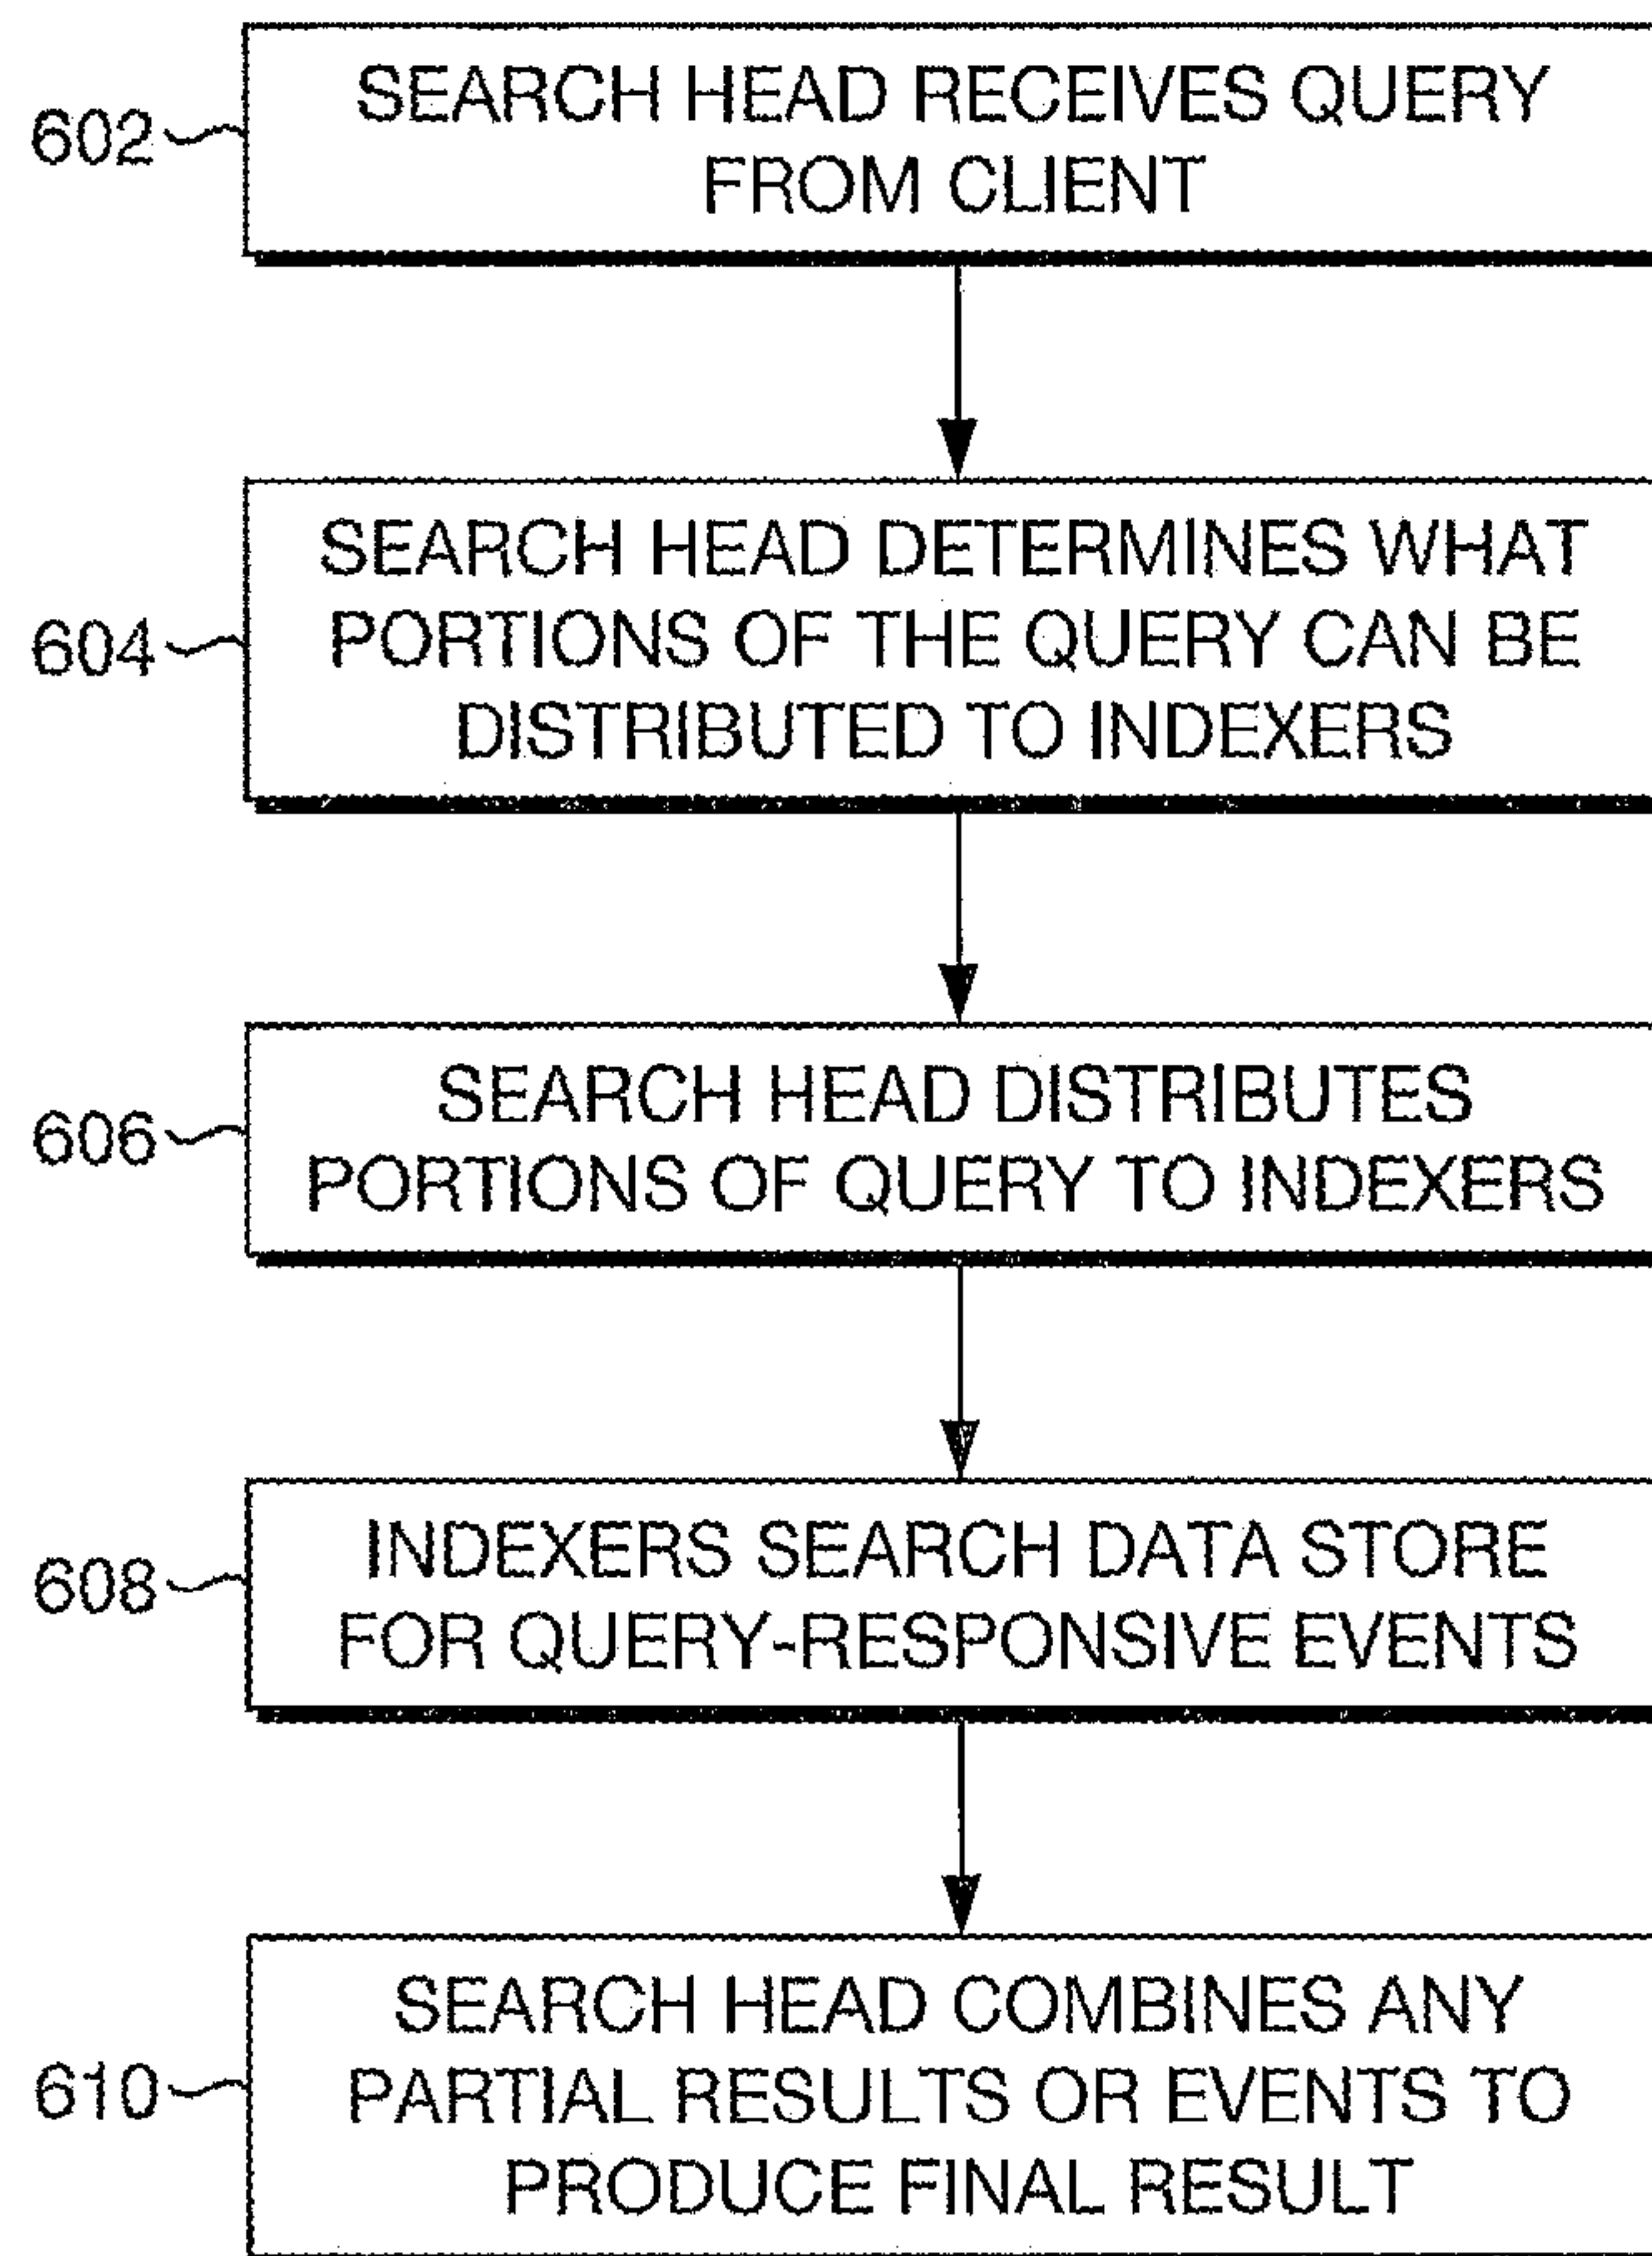 SEARCH HEAD RECEIVES QUERY
FROM CLIENT
602
SEARCH HEAD DETERMINES WHAT
PORTIONS OF THE QUERY CAN BE
DISTRIBUTED TO INDEXERS
604
SEARCH HEAD DISTRIBUTES
PORTIONS OF QUERY TO INDEXERS
606
INDEXERS SEARCH DATA STORE
FOR QUERY-RESPONSIVE EVENTS
608
SEARCH HEAD COMBINES ANY
PARTIAL RESULTS OR EVENTS TO
PRODUCE FINAL RESULT
610